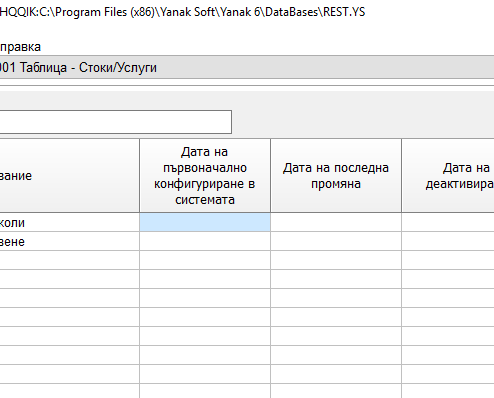 HQQIK:C:\Program Files (x86)\Yanak Soft\Yanak 6\DataBases\REST.YS
правка
001 Таблица - Стоки/Услуги
вание
Дата на
първоначално
конфигуриране в
системата
Дата на последна
промяна
Дата на
деактивира
коли
вене